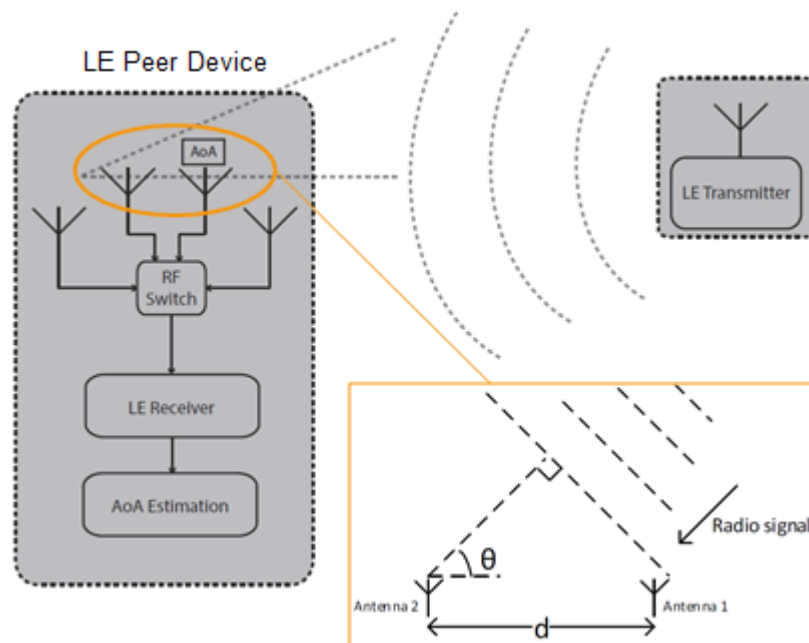 LE Peer Device
AoA
LE Transmitter
RF
Switch
LE Receiver
AoA Estimation
Radio signal
θ
Antenna 2
Antenna 1
d